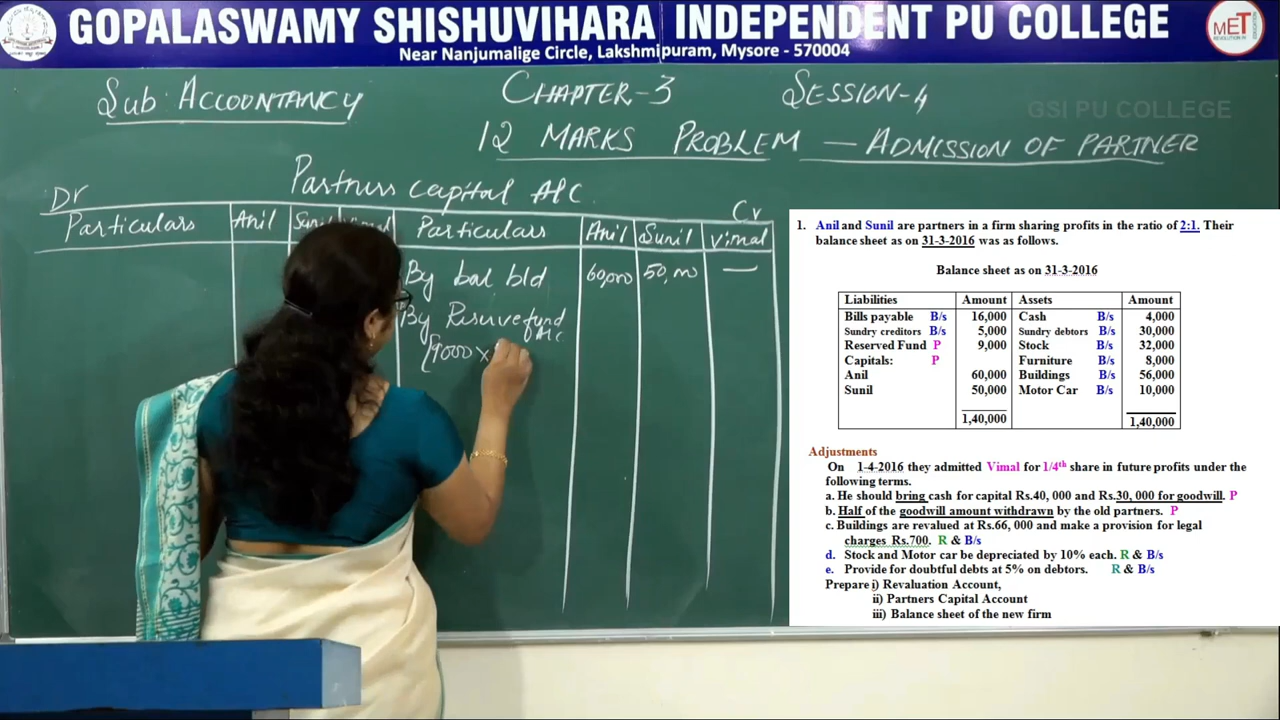 GOPALASWAMY SHISHUVIHARA INDEPENDENT PU COLLEGE
Near Nanjumalige Circle, Lakshmipuram, Mysore - 570004
MET
Sub: ACCOUNTANCY
CHAPTER-3
SESSION-4
GSI PU COLLEGE
12 MARKS PROBLEM - ADMISSION OF PARTNER
Dr
Partners capital A/C
Cr
Particulars Anil Sunil Particulars Anil Sunil Vimal
By bal b/d 60,000 50,000 —
By Reserve fund
A/c
[9000 ×
1. Anil and Sunil are partners in a firm sharing profits in the ratio of 2:1. Their
balance sheet as on 31-3-2016 was as follows.
Balance sheet as on 31-3-2016
Liabilities Amount Assets Amount
Bills payable B/s 16,000 Cash B/s 4,000
Sundry creditors B/s 5,000 Sundry debtors B/s 30,000
Reserved Fund P 9,000 Stock B/s 32,000
Capitals: P Furniture B/s 8,000
Anil 60,000 Buildings B/s 56,000
Sunil 50,000 Motor Car B/s 10,000
1,40,000 1,40,000
Adjustments
On 1-4-2016 they admitted Vimal for 1/4th share in future profits under the
following terms.
a. He should bring cash for capital Rs.40, 000 and Rs.30, 000 for goodwill. P
b. Half of the goodwill amount withdrawn by the old partners. P
c. Buildings are revalued at Rs.66, 000 and make a provision for legal
charges Rs.700. R & B/s
d. Stock and Motor car be depreciated by 10% each. R & B/s
e. Provide for doubtful debts at 5% on debtors. R & B/s
Prepare i) Revaluation Account,
ii) Partners Capital Account
iii) Balance sheet of the new firm